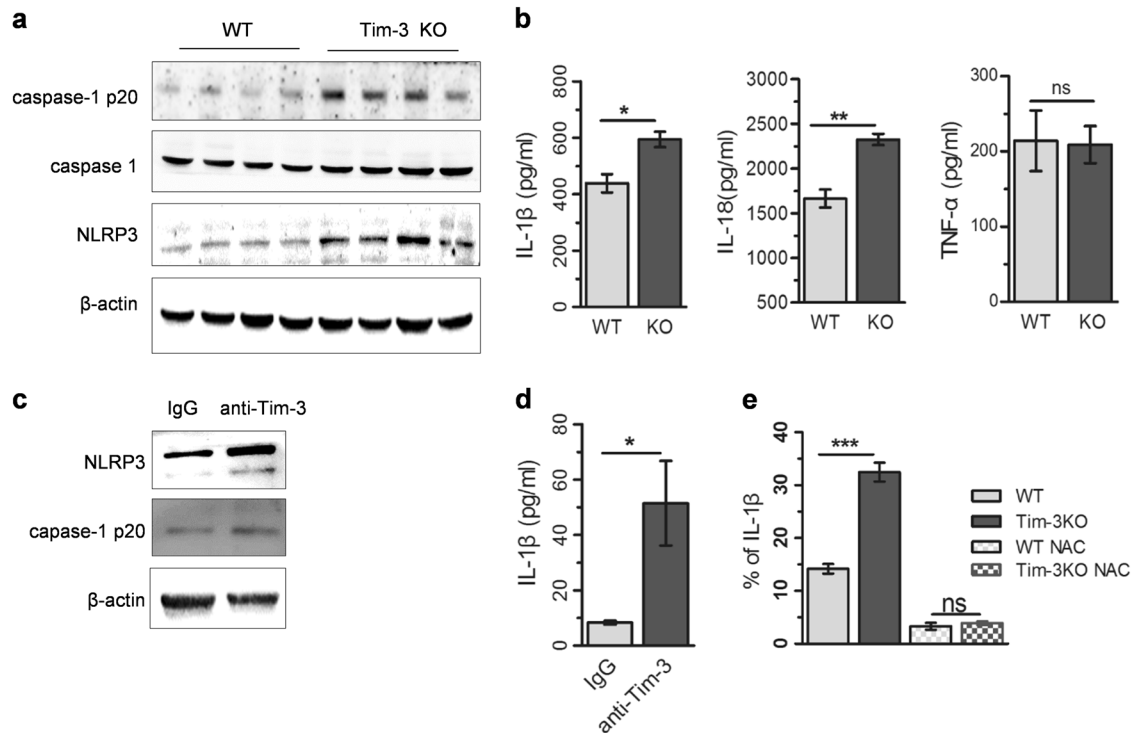 a
WT Tim-3 KO
caspase-1 p20
caspase 1
NLRP3
β-actin
b
IL-1β (pg/ml)
800
600
400
200
0
*
WT KO
IL-18(pg/ml)
3000
2500
2250
1750
1500
1000
500
**
WT KO
TNF-α (pg/ml)
300
200
100
0
ns
WT KO
c
IgG anti-Tim-3
NLRP3
capase-1 p20
β-actin
d
IL-1β (pg/ml)
80
60
40
20
0
*
IgG
anti-Tim-3
e
% of IL-1β
40
30
15
10
0
***
ns
WT
Tim-3KO
WT NAC
Tim-3KO NAC